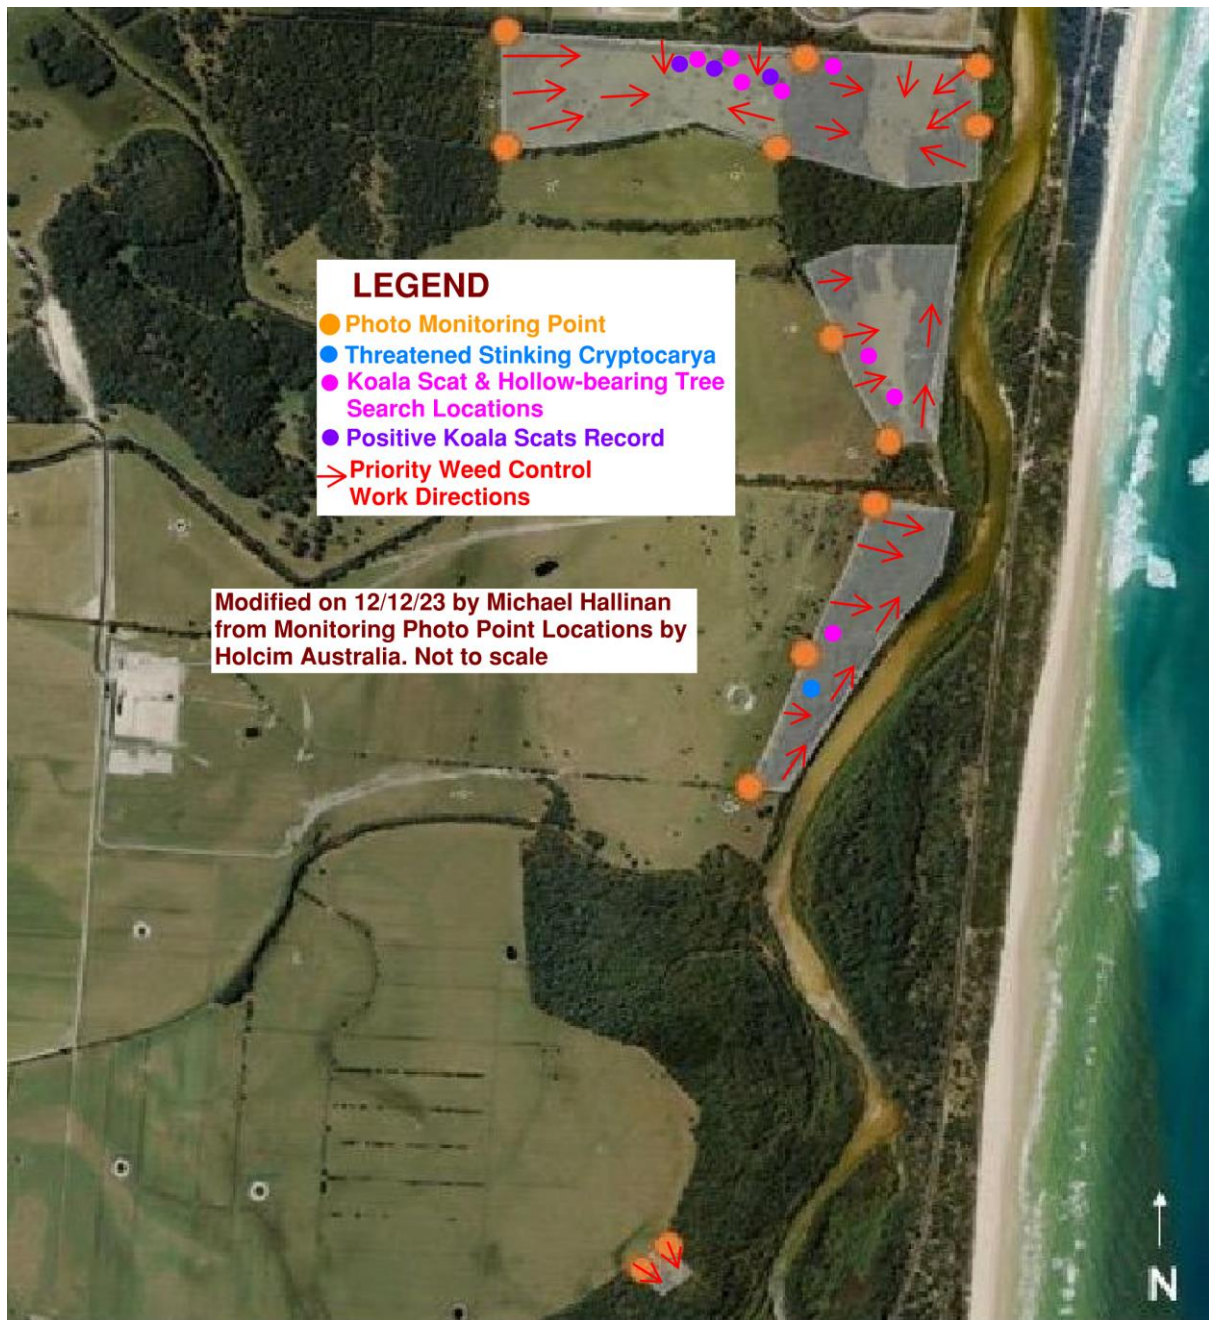 LEGEND
Photo Monitoring Point
Threatened Stinking Cryptocarya
Koala Scat & Hollow-bearing Tree
Search Locations
Positive Koala Scats Record
Priority Weed Control
Work Directions
Modified on 12/12/23 by Michael Hallinan
from Monitoring Photo Point Locations by
Holcim Australia. Not to scale
N